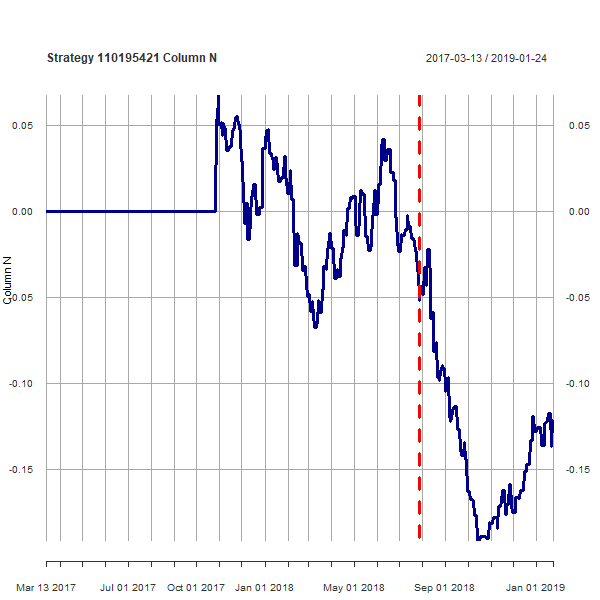 Strategy 110195421 Column N
2017-03-13 / 2019-01-24
0.05
0.00
-0.05
-0.10
-0.15
Column N
0.05
0.00
-0.05
-0.10
-0.15
Mar 13 2017
Jul 01 2017
Oct 01 2017
Jan 01 2018
May 01 2018
Sep 01 2018
Jan 01 2019